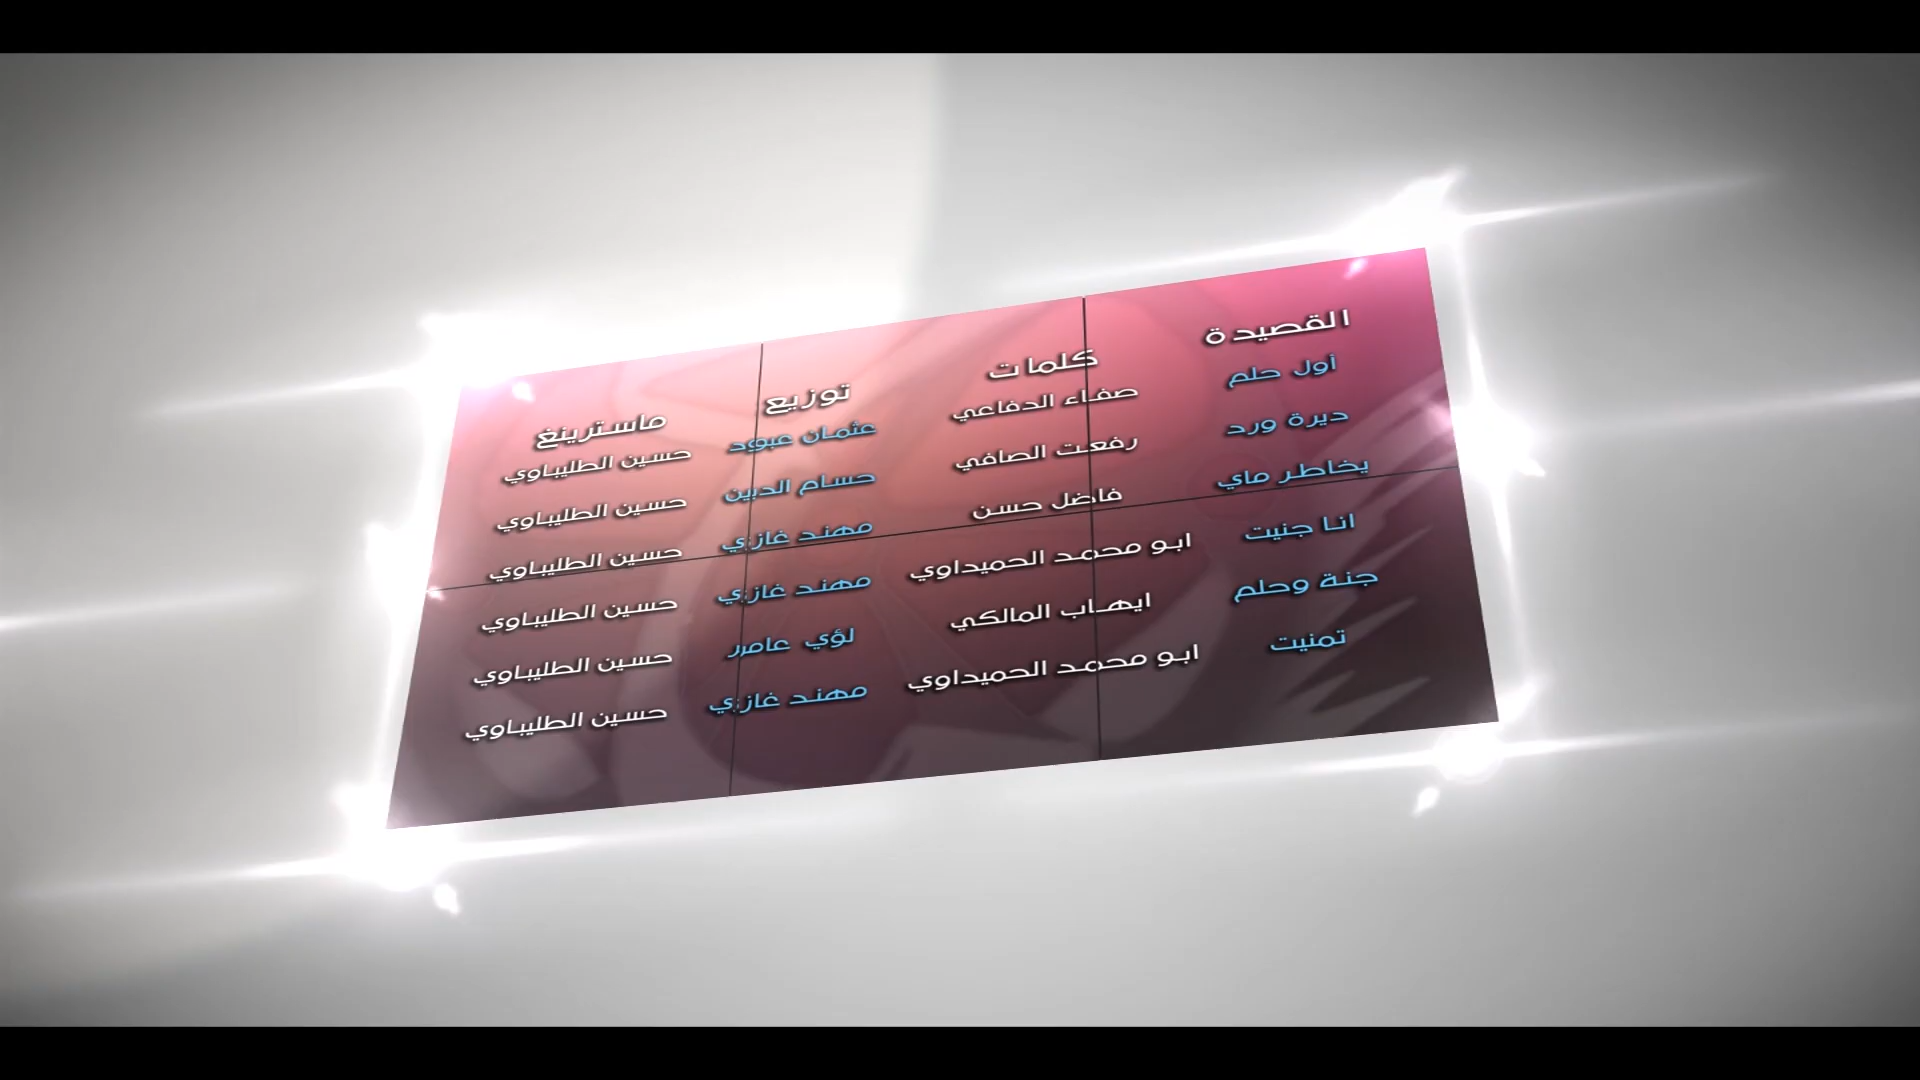 القصيدة كلمات توزيع ماسترينغ
أول حلم صفاء الدفاعي عثمان عبود حسين الطليباوي
ديرة ورد رفعت الصافي حسام الدبين حسين الطليباوي
يخاطر ماي فاضل حسن مهند غازي حسين الطليباوي
انا جنيت ابو محمد الحميداوي مهند غازي حسين الطليباوي
جنة وحلم ايهاب المالكي لؤي عامر حسين الطليباوي
تمنيت ابو محمد الحميداوي مهند غازي حسين الطليباوي